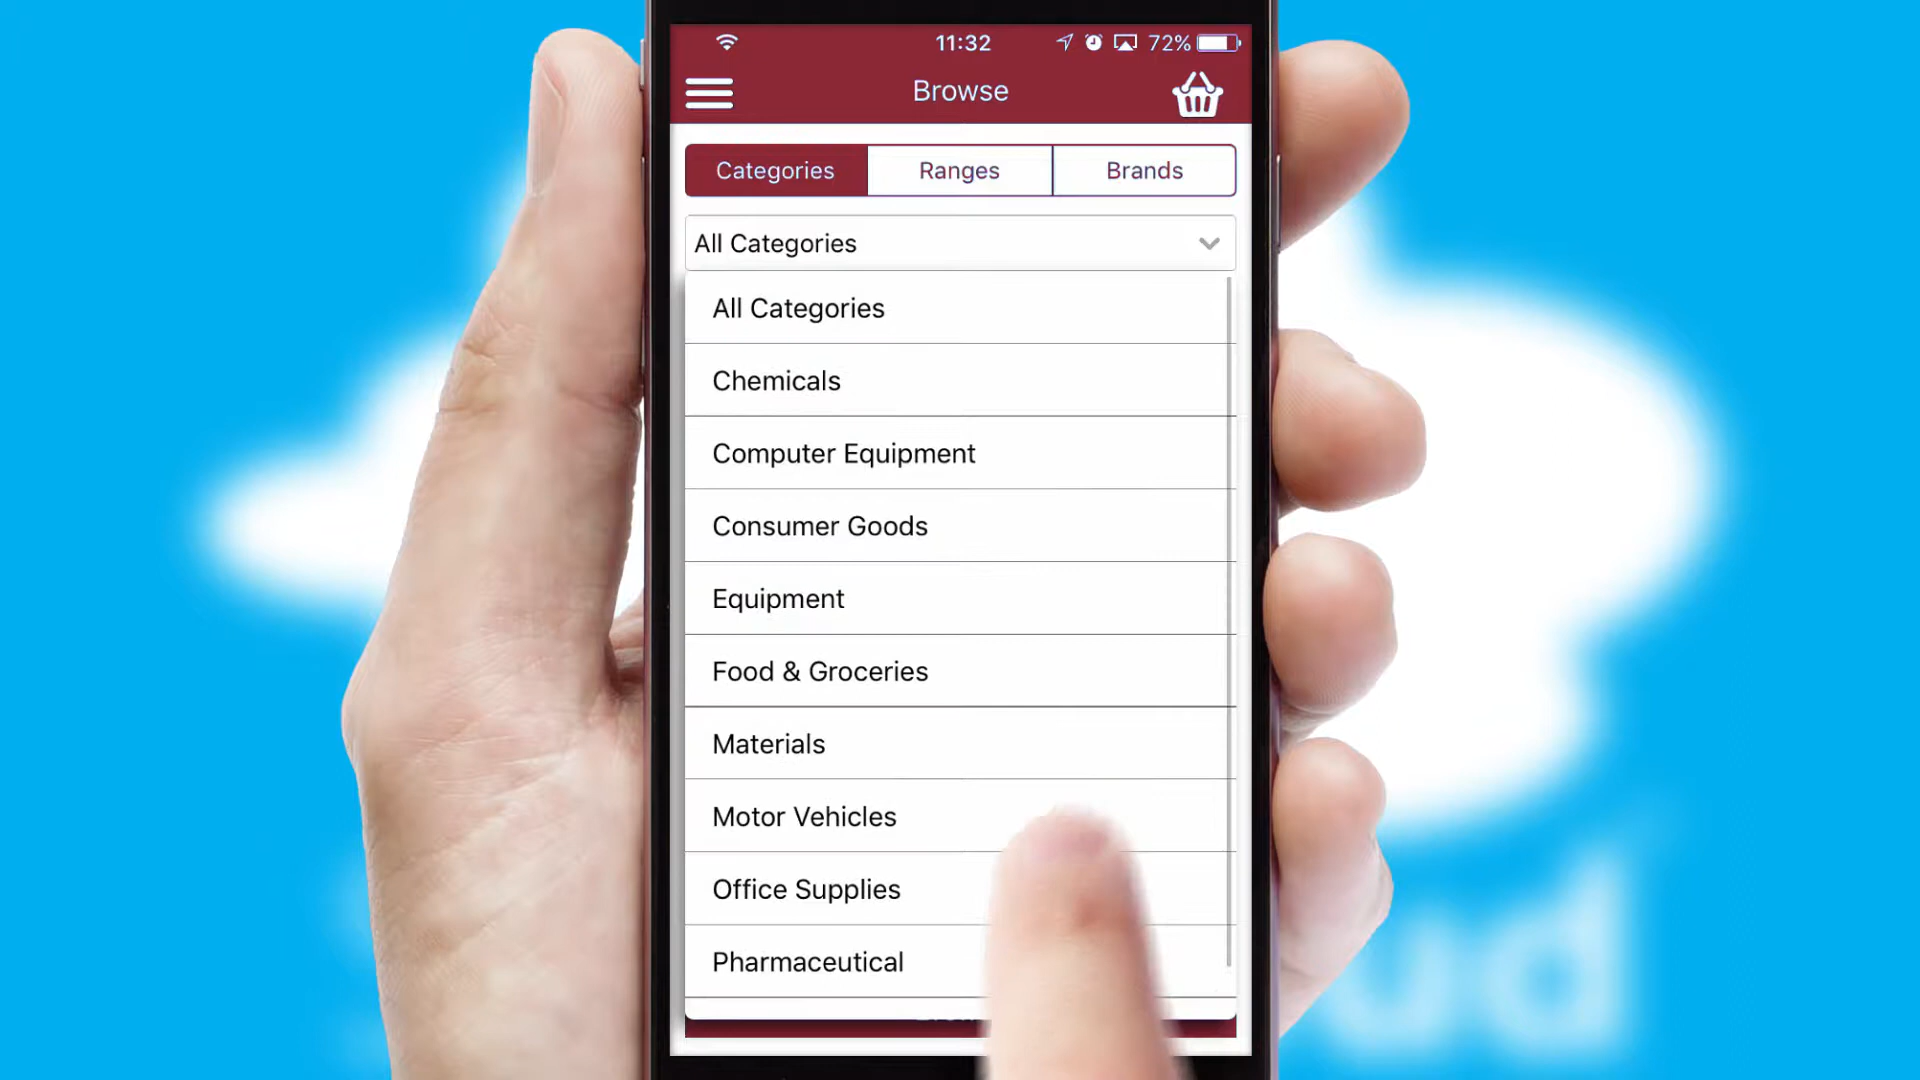 11:32
72%
Browse
Categories
Ranges
Brands
All Categories
All Categories
Chemicals
Computer Equipment
Consumer Goods
Equipment
Food & Groceries
Materials
Motor Vehicles
Office Supplies
Pharmaceutical
ud